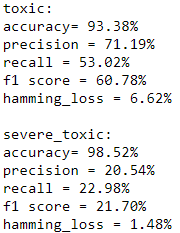 toxic:
accuracy= 93.38%
precision = 71.19%
recall = 53.02%
f1 score = 60.78%
hamming_loss = 6.62%
severe_toxic:
accuracy= 98.52%
precision = 20.54%
recall = 22.98%
f1 score = 21.70%
hamming_loss = 1.48%